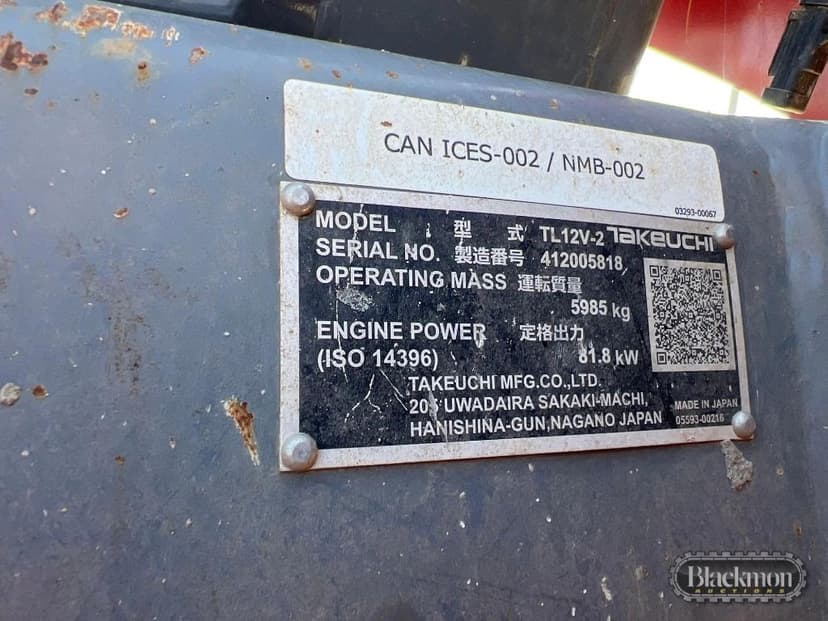 CAN ICES-002 / NMB-002
03293-00067
MODEL 型 式 TL12V-2 TAKEUCHI
SERIAL NO. 製造番号 412005818
OPERATING MASS 運転質量
5985 kg
ENGINE POWER 定格出力
(ISO 14396) 81.8 kW
TAKEUCHI MFG.CO.,LTD.
205 UWADAIRA SAKAKI-MACHI,
HANISHINA-GUN,NAGANO JAPAN
MADE IN JAPAN
05593-00216
Blackmon
AUCTIONS